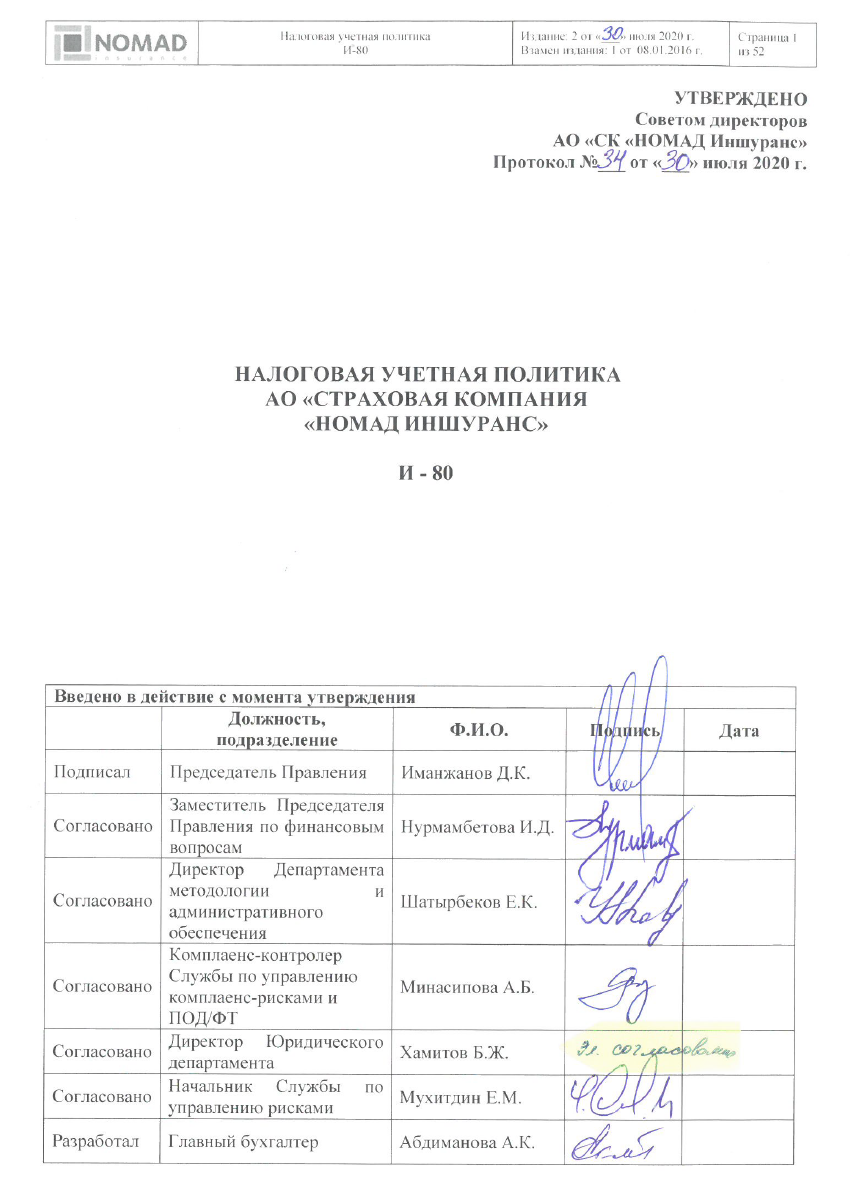 NOMAD
insurance
Налоговая учетная политика
И-80
Издание: 2 от «30» июля 2020 г.
Взамен издания: 1 от 08.01.2016 г.
Страница 1
из 52
УТВЕРЖДЕНО
Советом директоров
АО «СК «НОМАД Иншуранс»
Протокол № 34 от «30» июля 2020 г.
НАЛОГОВАЯ УЧЕТНАЯ ПОЛИТИКА
АО «СТРАХОВАЯ КОМПАНИЯ
«НОМАД ИНШУРАНС»
И - 80
Введено в действие с момента утверждения
Должность,
подразделение
Ф.И.О.
Подпись
Дата
Подписал
Председатель Правления
Иманжанов Д.К.
Согласовано
Заместитель Председателя
Правления по финансовым
вопросам
Нурмамбетова И.Д.
Согласовано
Директор Департамента
методологии и
административного
обеспечения
Шатырбеков Е.К.
Согласовано
Комплаенс-контролер
Службы по управлению
комплаенс-рисками и
ПОД/ФТ
Минасипова А.Б.
Согласовано
Директор Юридического
департамента
Хамитов Б.Ж.
Эл. согласование
Согласовано
Начальник Службы по
управлению рисками
Мухитдин Е.М.
Разработал
Главный бухгалтер
Абдиманова А.К.